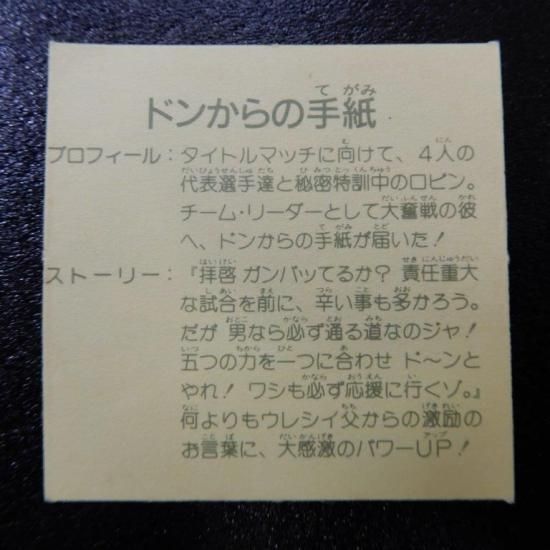 ドンからの手紙
プロフィール：タイトルマッチに向けて、4人の
代表選手達と秘密特訓中のロビン。
チーム・リーダーとして大奮戦の彼
へ、ドンからの手紙が届いた！
ストーリー：『拝啓 ガンバッてるか？ 責任重大
な試合を前に、辛い事も多かろう。
だが 男なら必ず通る道なのジャ！
五つの力を一つに合わせ ド〜ンと
やれ！ ワシも必ず応援に行くゾ。』
何よりもウレシイ父からの激励の
お言葉に、大感激のパワーUP！